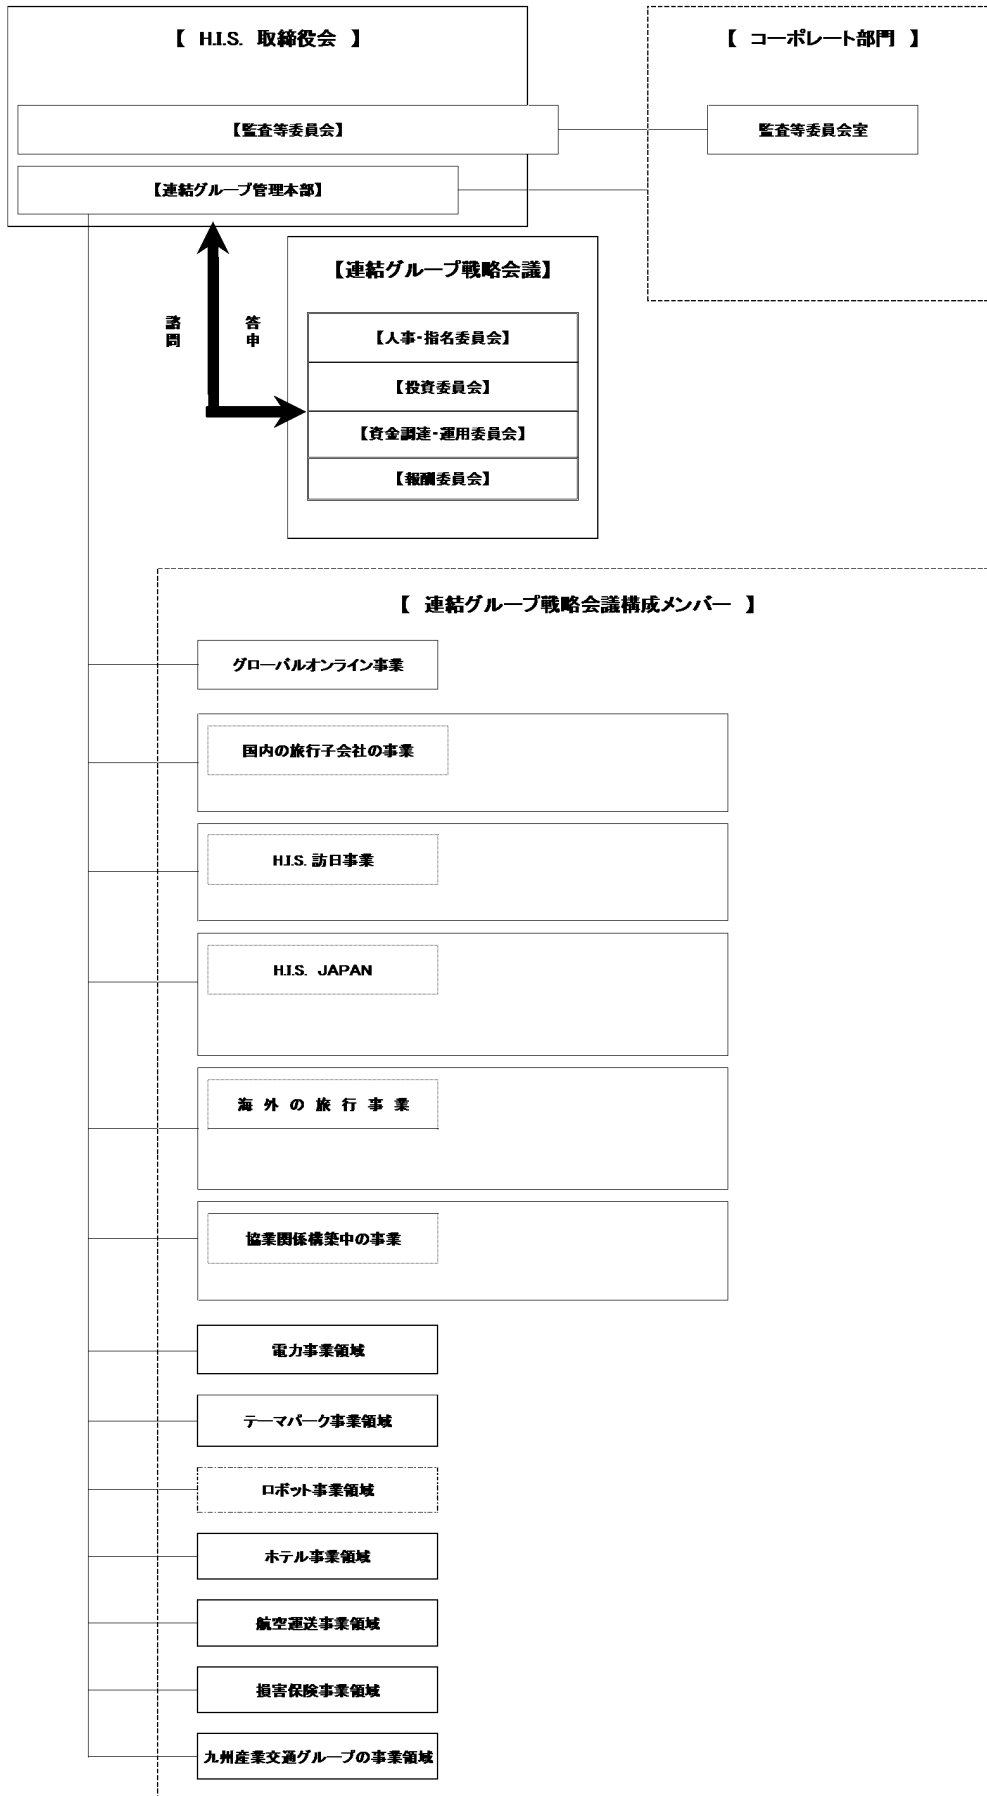 【 H.I.S. 取締役会 】
【 コーポレート部門 】
【監査等委員会】
監査等委員会室
【連結グループ管理本部】
【連結グループ戦略会議】
諮問
答申
【人事・指名委員会】
【投資委員会】
【資金調達・運用委員会】
【報酬委員会】
【 連結グループ戦略会議構成メンバー 】
グローバルオンライン事業
国内の旅行子会社の事業
H.I.S. 訪日事業
H.I.S. JAPAN
海外の旅行事業
協業関係構築中の事業
電力事業領域
テーマパーク事業領域
ロボット事業領域
ホテル事業領域
航空運送事業領域
損害保険事業領域
九州産業交通グループの事業領域